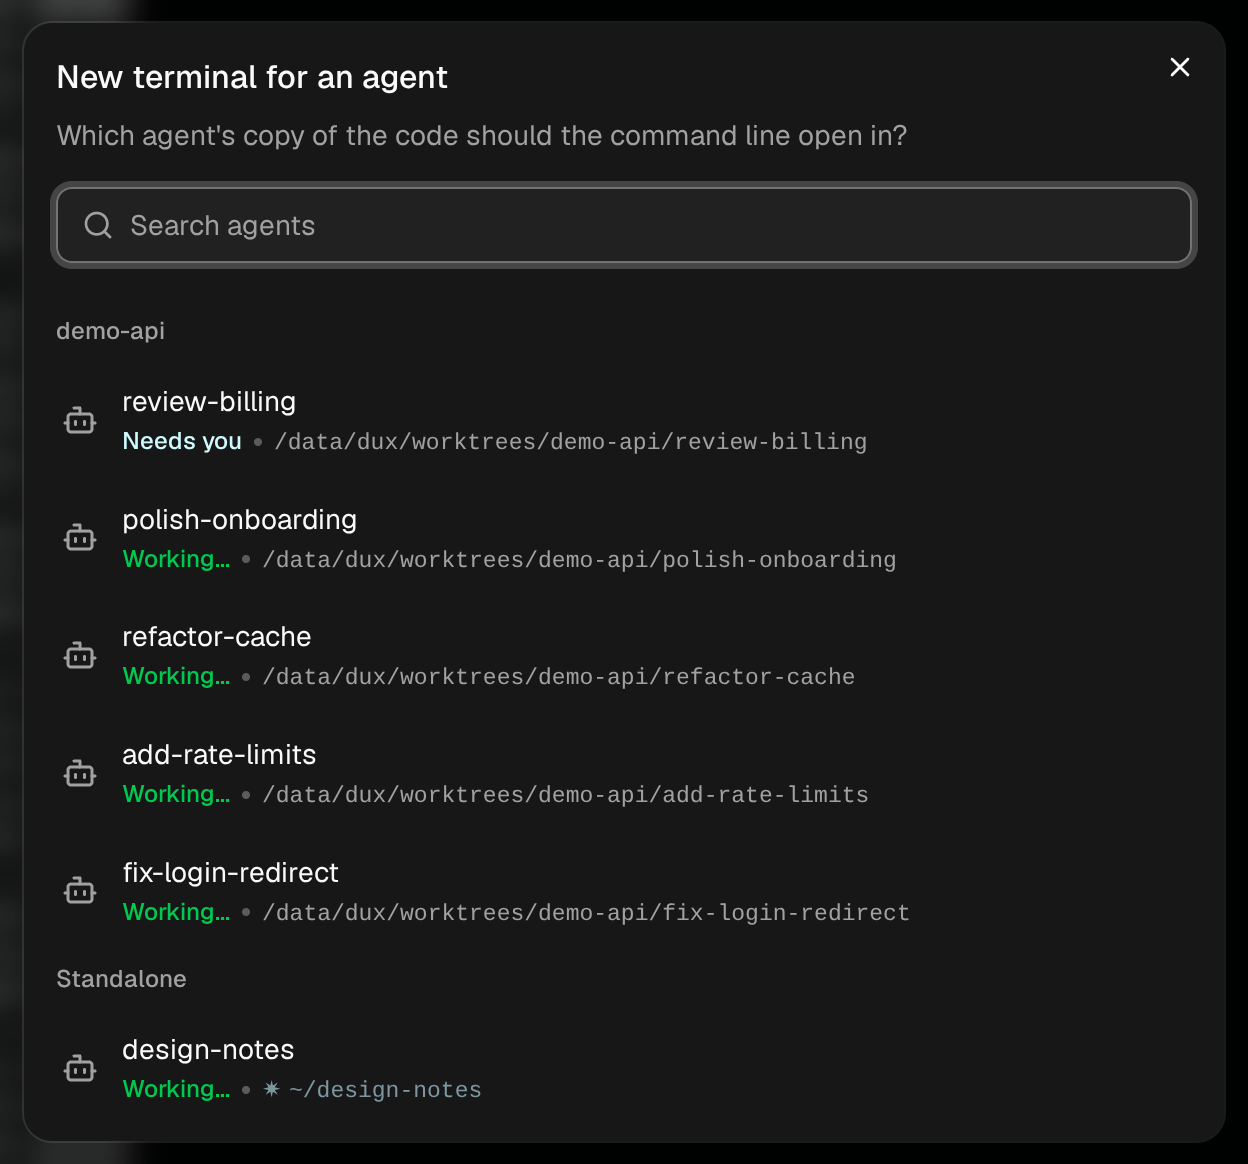 New terminal for an agent
Which agent's copy of the code should the command line open in?
Search agents
demo-api
review-billing
Needs you • /data/dux/worktrees/demo-api/review-billing
polish-onboarding
Working… • /data/dux/worktrees/demo-api/polish-onboarding
refactor-cache
Working… • /data/dux/worktrees/demo-api/refactor-cache
add-rate-limits
Working… • /data/dux/worktrees/demo-api/add-rate-limits
fix-login-redirect
Working… • /data/dux/worktrees/demo-api/fix-login-redirect
Standalone
design-notes
Working… • ✷ ~/design-notes